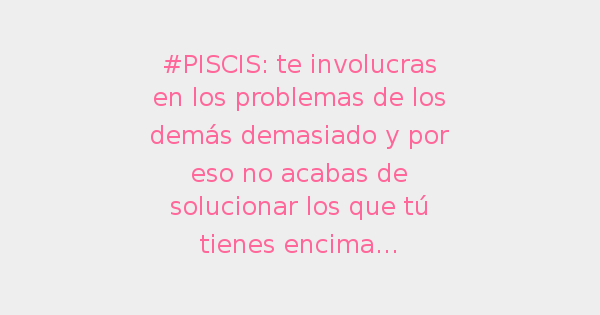 #PISCIS: te involucras
en los problemas de los
demás demasiado y por
eso no acabas de
solucionar los que tú
tienes encima...